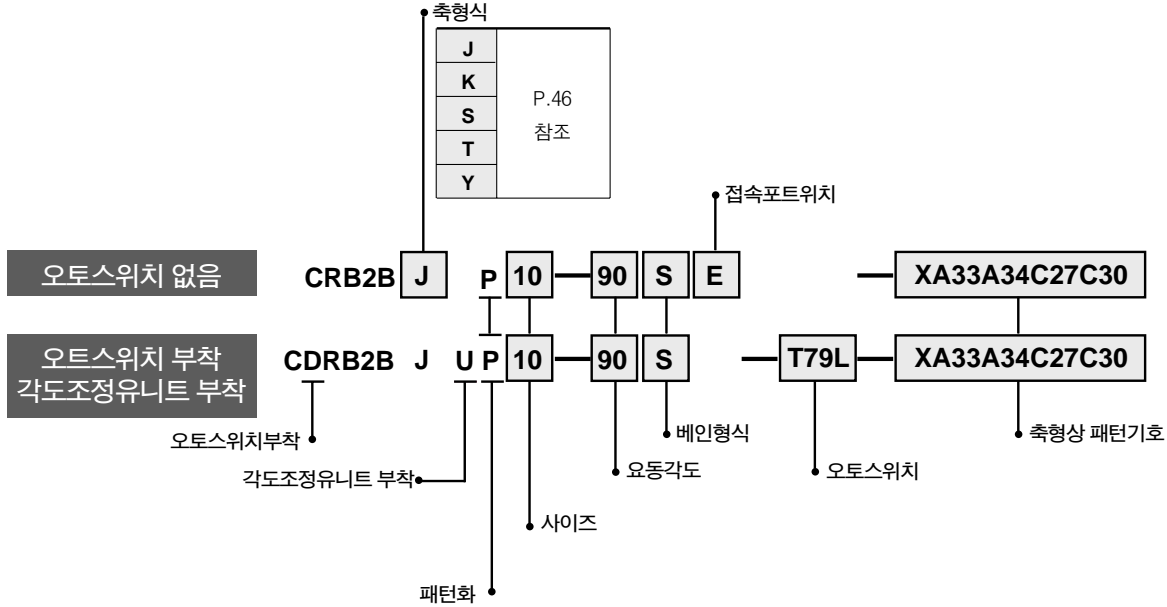 축형식
J
K
S
T
Y
P.46
참조
접속포트위치
오토스위치 없음
CRB2B J P 10 — 90 S E — XA33A34C27C30
오토스위치 부착
각도조정유니트 부착
CDRB2B J U P 10 — 90 S — T79L — XA33A34C27C30
오토스위치부착
각도조정유니트 부착
베인형식
요동각도
오토스위치
축형상 패턴기호
사이즈
패턴화